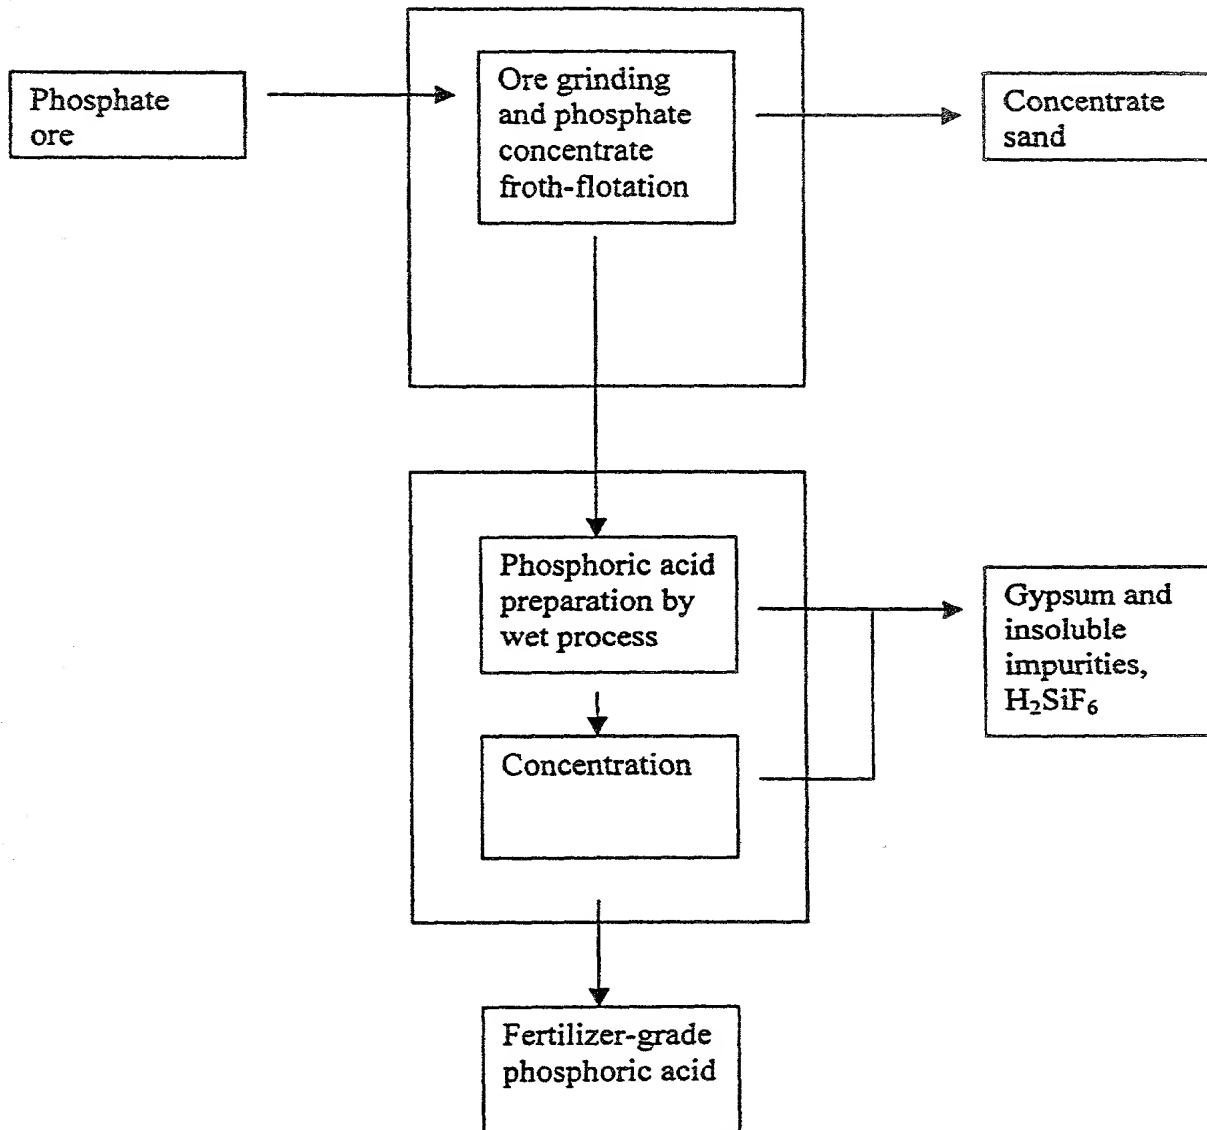 Phosphate
ore
Ore grinding
and phosphate
concentrate
froth-flotation
Concentrate
sand
Phosphoric acid
preparation by
wet process
Gypsum and
insoluble
impurities,
H₂SiF₆
Concentration
Fertilizer-grade
phosphoric acid